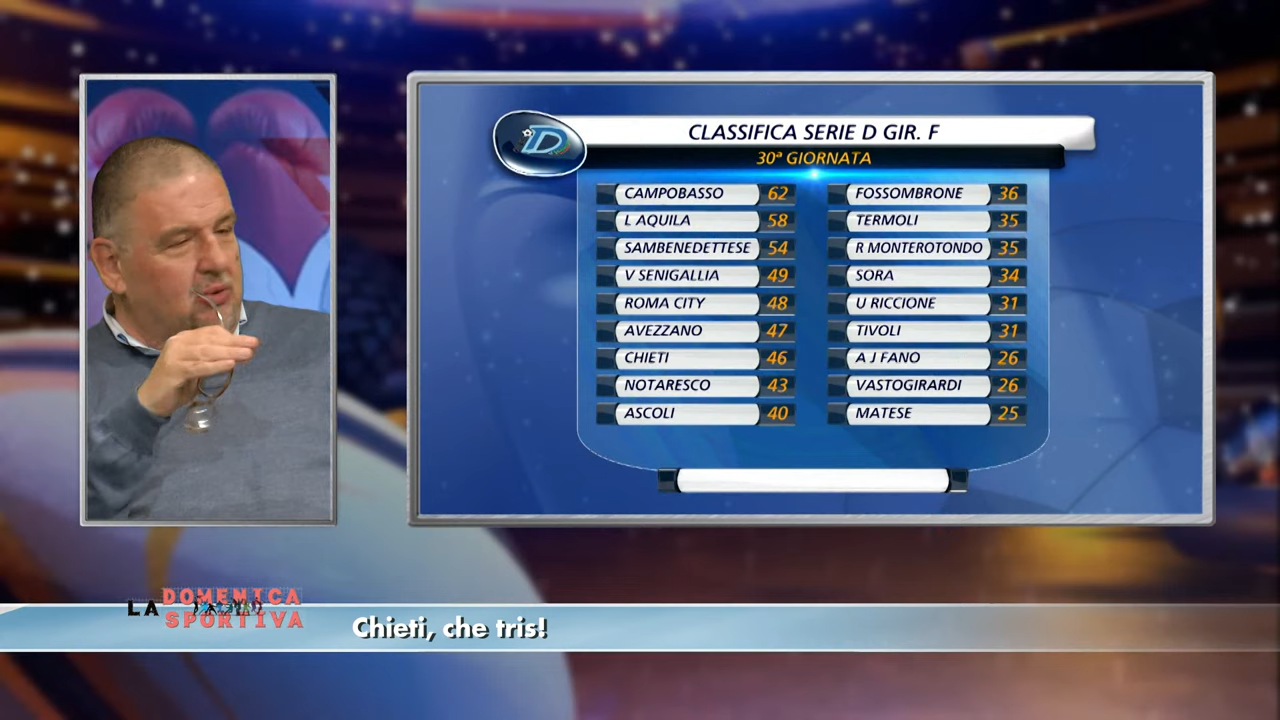 D
CLASSIFICA SERIE D GIR. F
30ª GIORNATA
CAMPOBASSO 62
L AQUILA 58
SAMBENEDETTESE 54
V SENIGALLIA 49
ROMA CITY 48
AVEZZANO 47
CHIETI 46
NOTARESCO 43
ASCOLI 40
FOSSOMBRONE 36
TERMOLI 35
R MONTEROTONDO 35
SORA 34
U RICCIONE 31
TIVOLI 31
A J FANO 26
VASTOGIRARDI 26
MATESE 25
LA DOMENICA
SPORTIVA
Chieti, che tris!